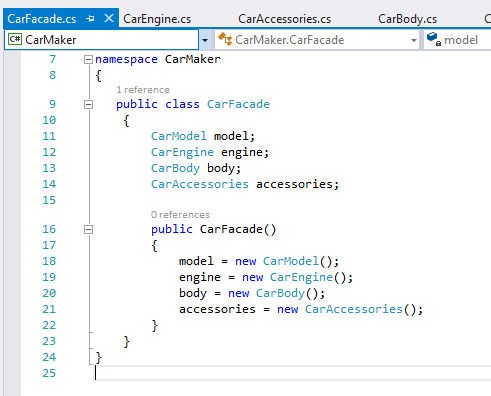 CarFacade.cs CarEngine.cs CarAccessories.cs CarBody.cs C
C# CarMaker CarMaker.CarFacade model
7 namespace CarMaker
8 {
1 reference
9 public class CarFacade
10 {
11 CarModel model;
12 CarEngine engine;
13 CarBody body;
14 CarAccessories accessories;
15
0 references
16 public CarFacade()
17 {
18 model = new CarModel();
19 engine = new CarEngine();
20 body = new CarBody();
21 accessories = new CarAccessories();
22 }
23 }
24 }
25